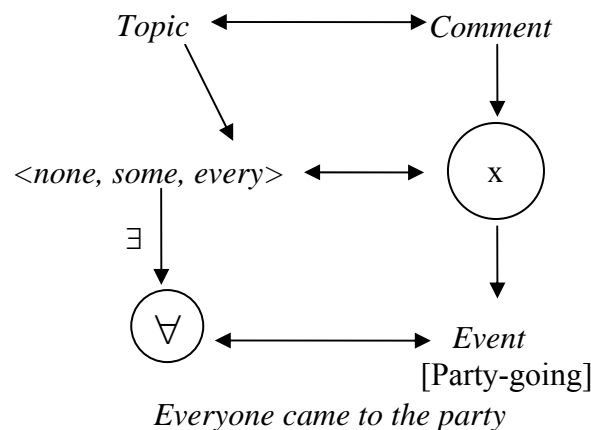 Topic Comment
<none, some, every> x
∃
∀ Event
[Party-going]
Everyone came to the party